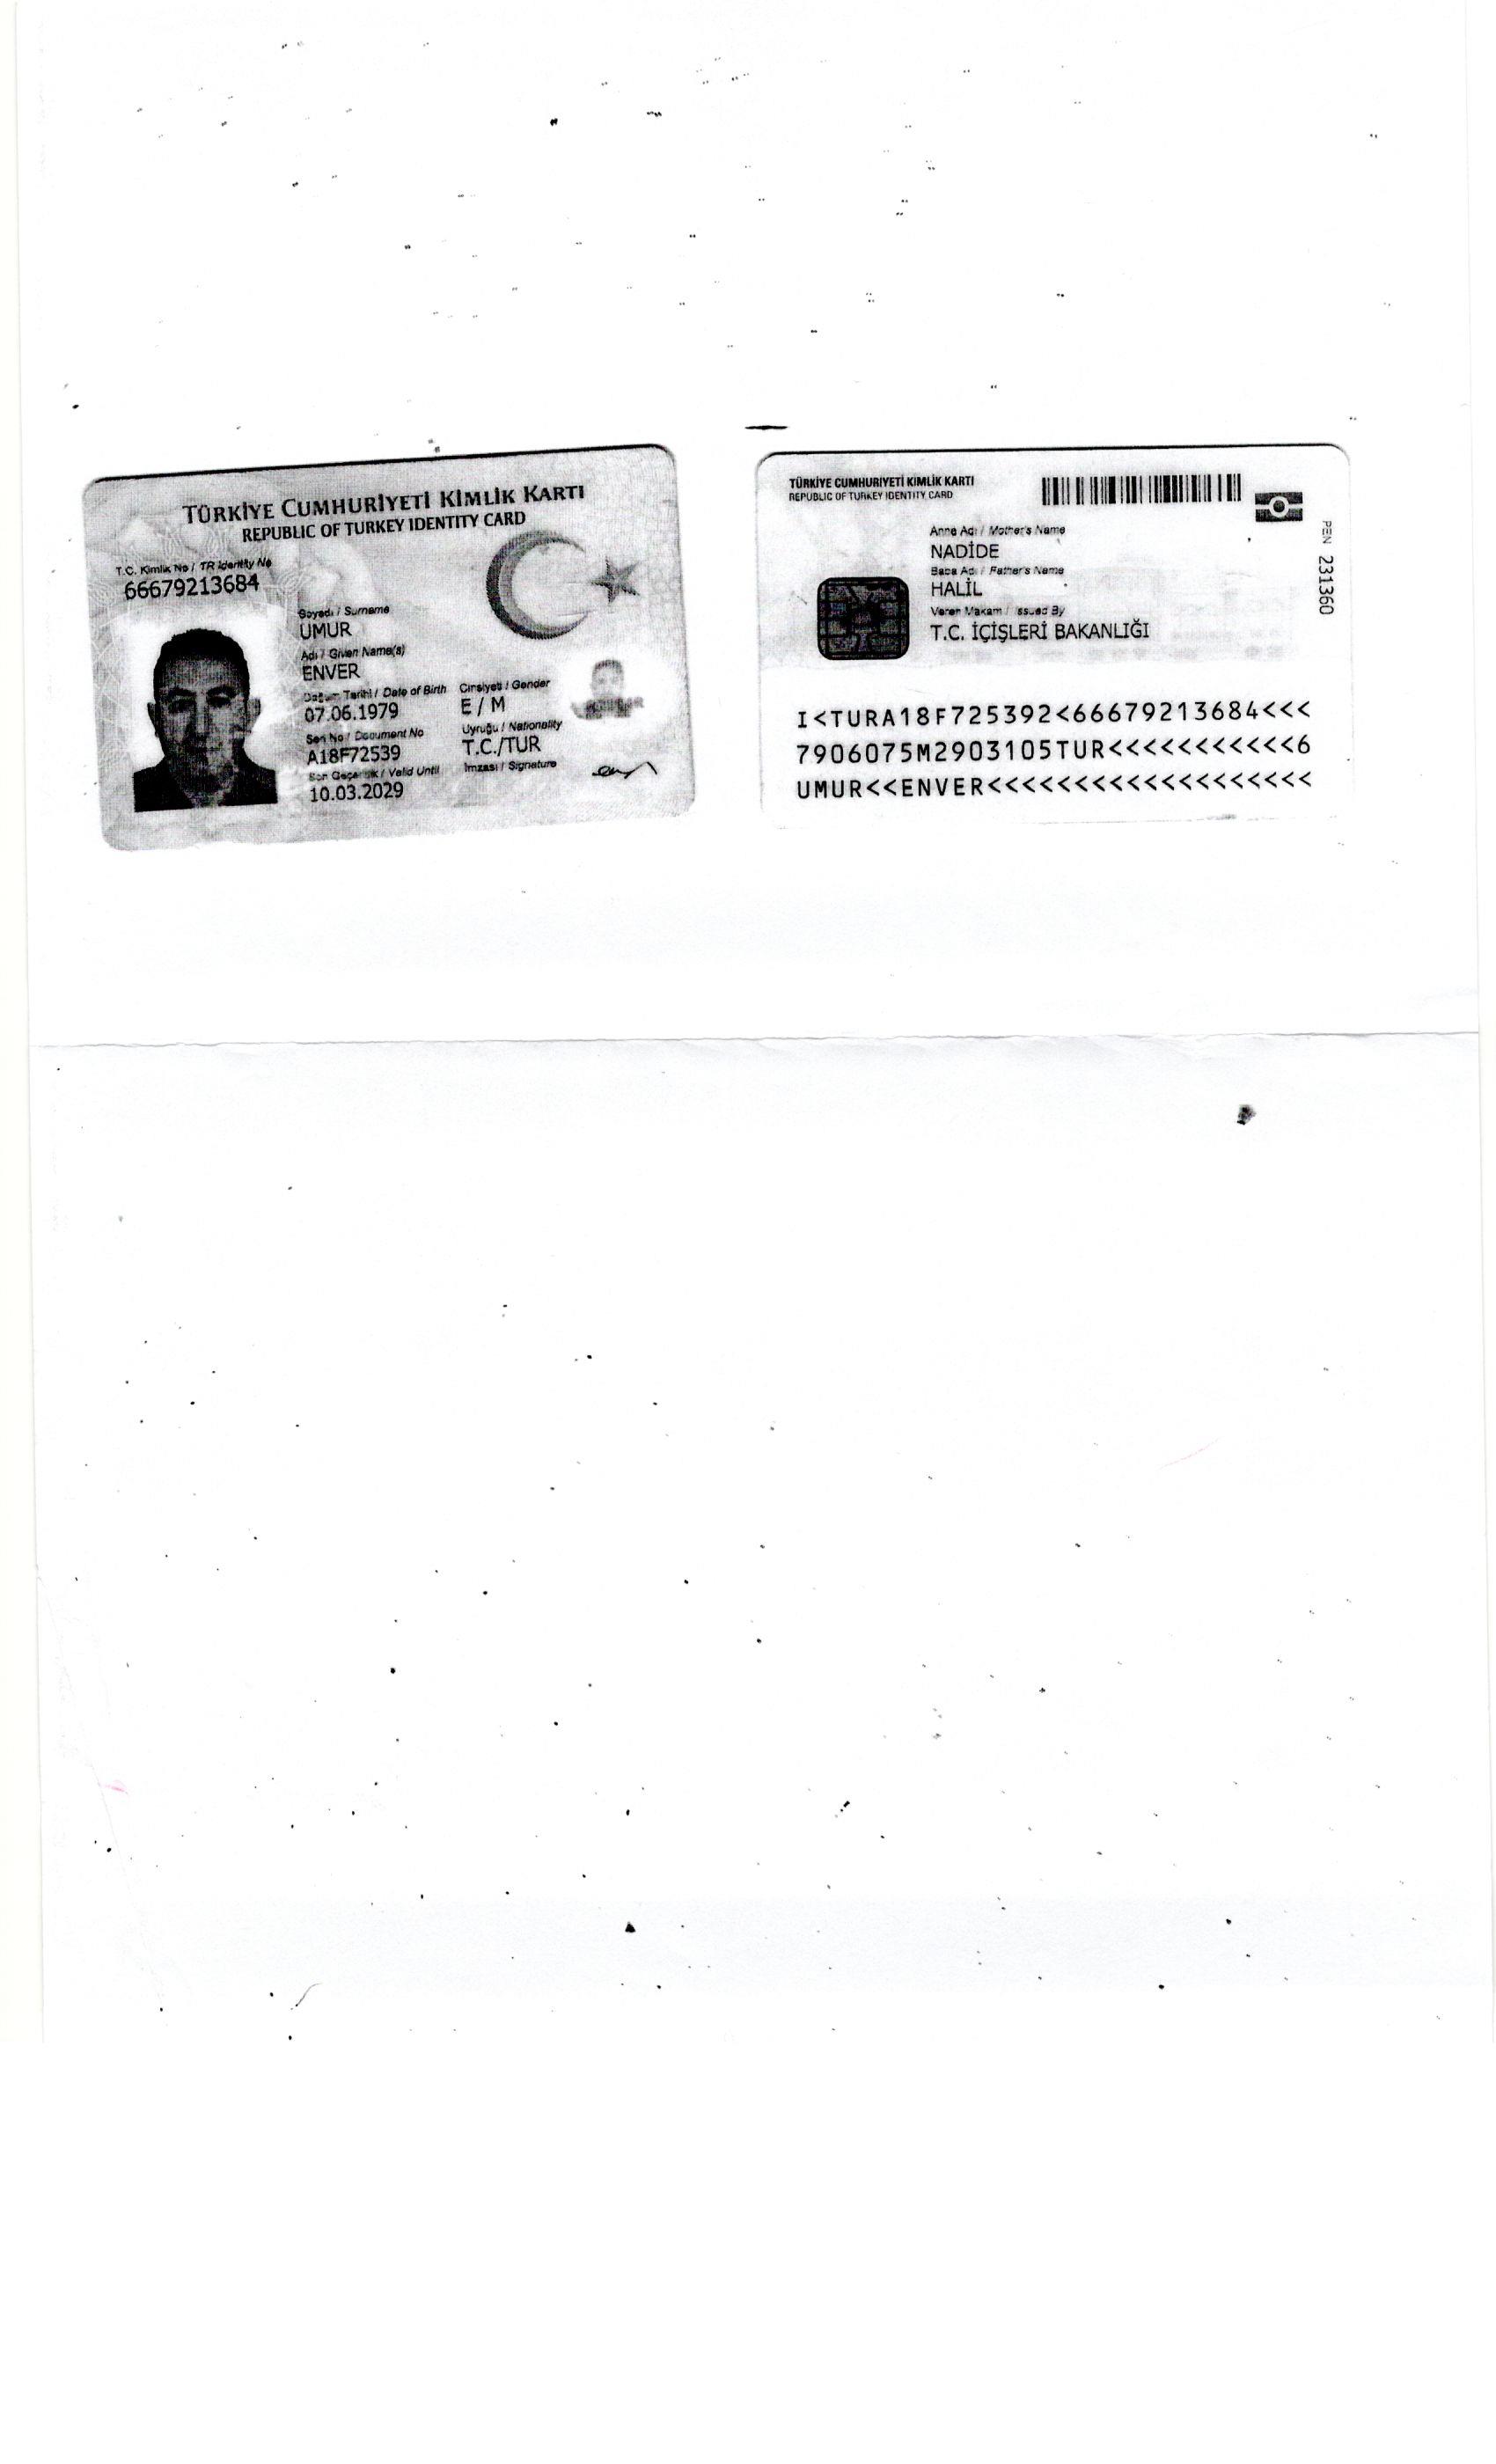 TÜRKİYE CUMHURİYETİ KİMLİK KARTI
REPUBLIC OF TURKEY IDENTITY CARD
T.C. Kimlik No / TR Identity No
66679213684
Soyadı / Surname
UMUR
Adı / Given Name(s)
ENVER
Doğum Tarihi / Date of Birth Cinsiyeti / Gender
07.06.1979 E / M
Seri No / Document No Uyruğu / Nationality
A18F72539 T.C./TUR
Son Geçerlilik / Valid Until İmzası / Signature
10.03.2029
TÜRKİYE CUMHURİYETİ KİMLİK KARTI
REPUBLIC OF TURKEY IDENTITY CARD
Anne Adı / Mother's Name
NADİDE
Baba Adı / Father's Name
HALİL
Veren Makam / Issued By
T.C. İÇİŞLERİ BAKANLIĞI
PEN 231360
I<TURA18F725392<66679213684<<<
7906075M2903105TUR<<<<<<<<<<<6
UMUR<<ENVER<<<<<<<<<<<<<<<<<<<